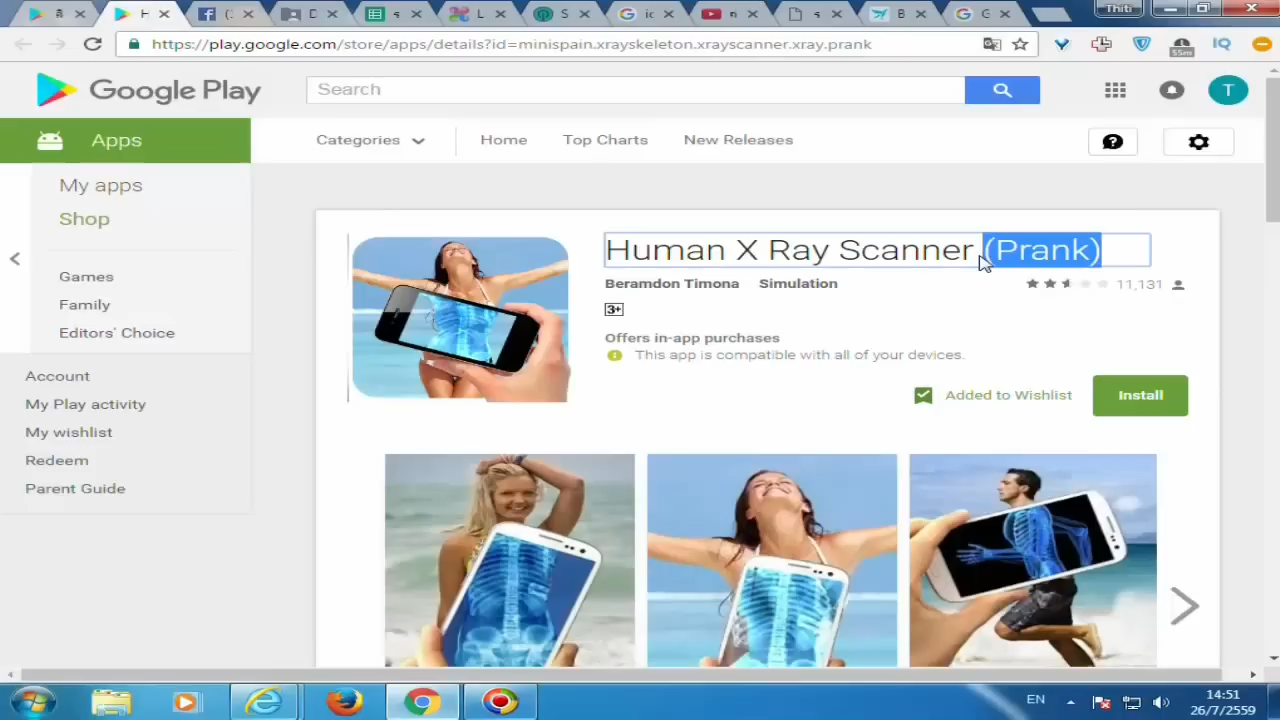 Thiti
https://play.google.com/store/apps/details?id=minispain.xrayskeleton.xrayscanner.xray.prank
55m
IQ
Google Play
Search
T
Apps
Categories
Home
Top Charts
New Releases
My apps
Shop
Games
Family
Editors' Choice
Account
My Play activity
My wishlist
Redeem
Parent Guide
Human X Ray Scanner (Prank)
Beramdon Timona
Simulation
11,131
3+
Offers in-app purchases
This app is compatible with all of your devices.
Added to Wishlist
Install
EN
14:51
26/7/2559